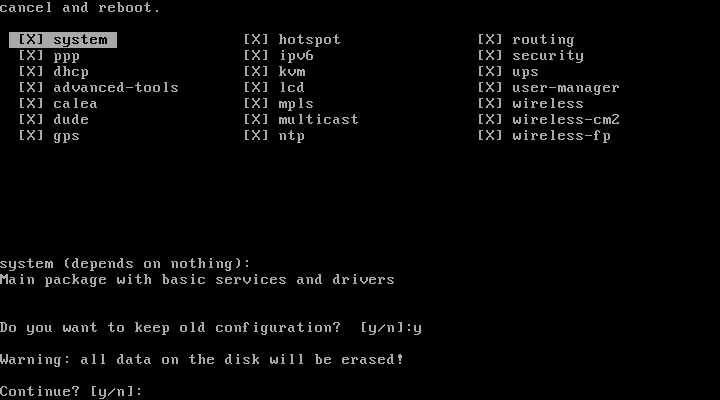 cancel and reboot.
[X] system [X] hotspot [X] routing
[X] ppp [X] ipv6 [X] security
[X] dhcp [X] kvm [X] ups
[X] advanced-tools [X] lcd [X] user-manager
[X] calea [X] mpls [X] wireless
[X] dude [X] multicast [X] wireless-cm2
[X] gps [X] ntp [X] wireless-fp
system (depends on nothing):
Main package with basic services and drivers
Do you want to keep old configuration? [y/n]:y
Warning: all data on the disk will be erased!
Continue? [y/n]: